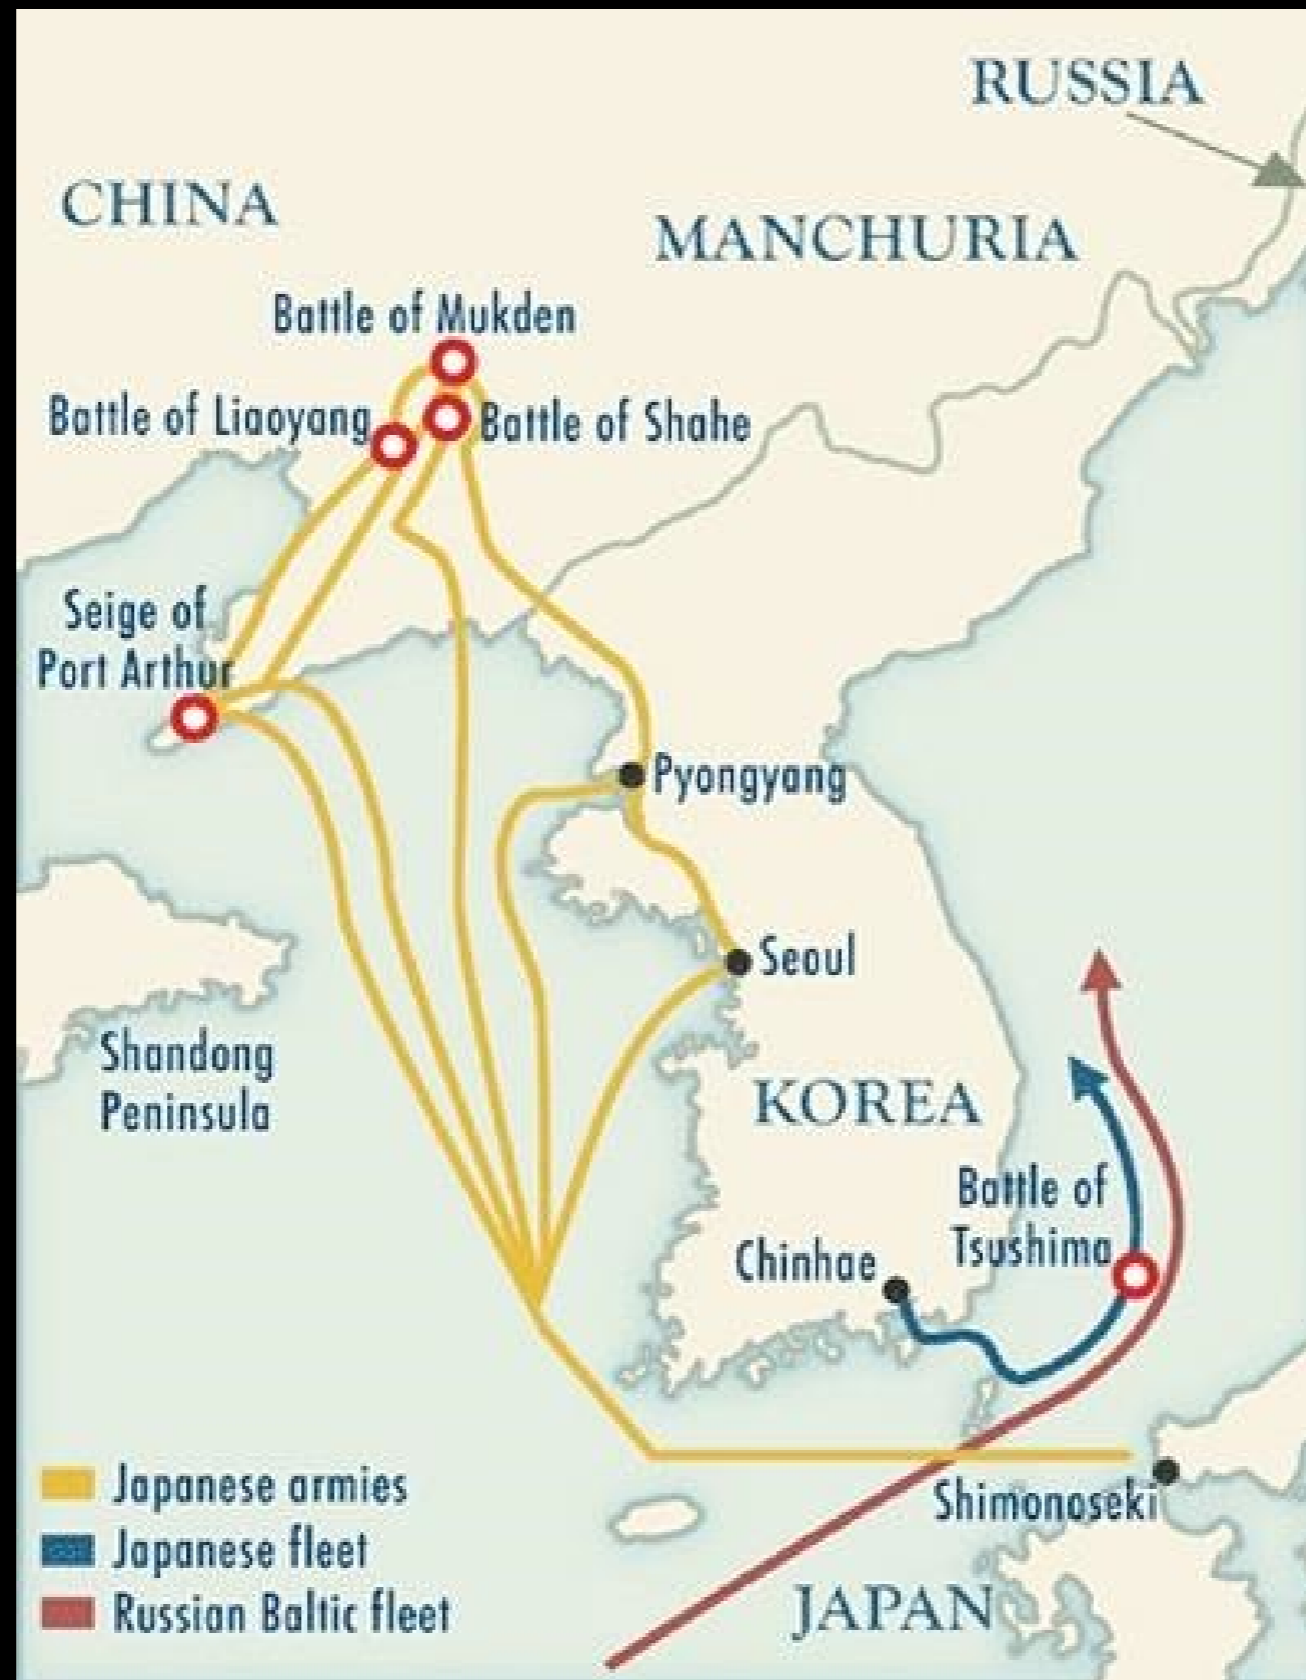 RUSSIA
CHINA
MANCHURIA
Battle of Mukden
Battle of Liaoyang
Battle of Shahe
Seige of
Port Arthur
Pyongyang
Seoul
Shandong
Peninsula
KOREA
Battle of
Tsushima
Chinhae
Shimonoseki
Japanese armies
Japanese fleet
Russian Baltic fleet
JAPAN